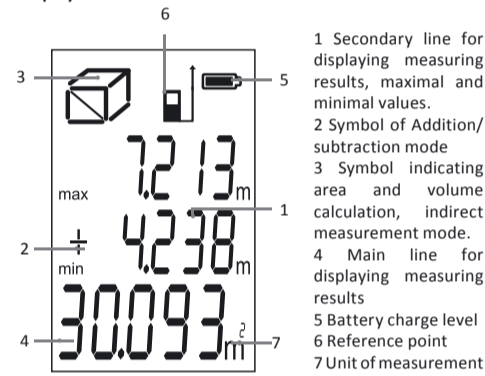 6
3
5
7.213m
max
1
÷
2
4.238m
min
4
30.093m²
7
1 Secondary line for
displaying measuring
results, maximal and
minimal values.
2 Symbol of Addition/
subtraction mode
3 Symbol indicating
area and volume
calculation, indirect
measurement mode.
4 Main line for
displaying measuring
results
5 Battery charge level
6 Reference point
7 Unit of measurement